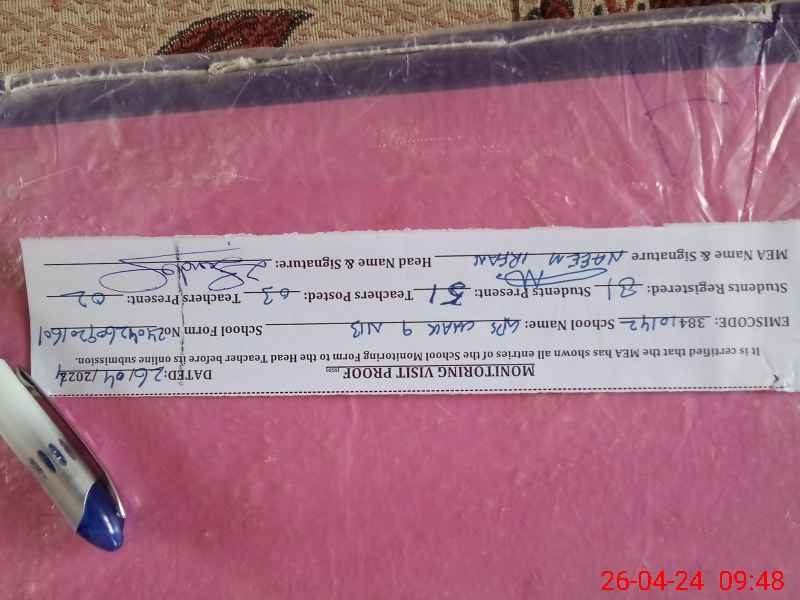 MONITORING VISIT PROOF DATED: 26/04/2024
It is certified that the MEA has shown all entries of the School Monitoring Form to the Head Teacher before its online submission.
EMISCODE: 38410142 School Name: GPS CHAK 9 NB School Form No: 24042609201601
Students Registered: 81 Students Present: 51 Teachers Posted: 03 Teachers Present: 02
MEA Name & Signature NAEEM IRFAN Head Name & Signature:
26-04-24 09:48